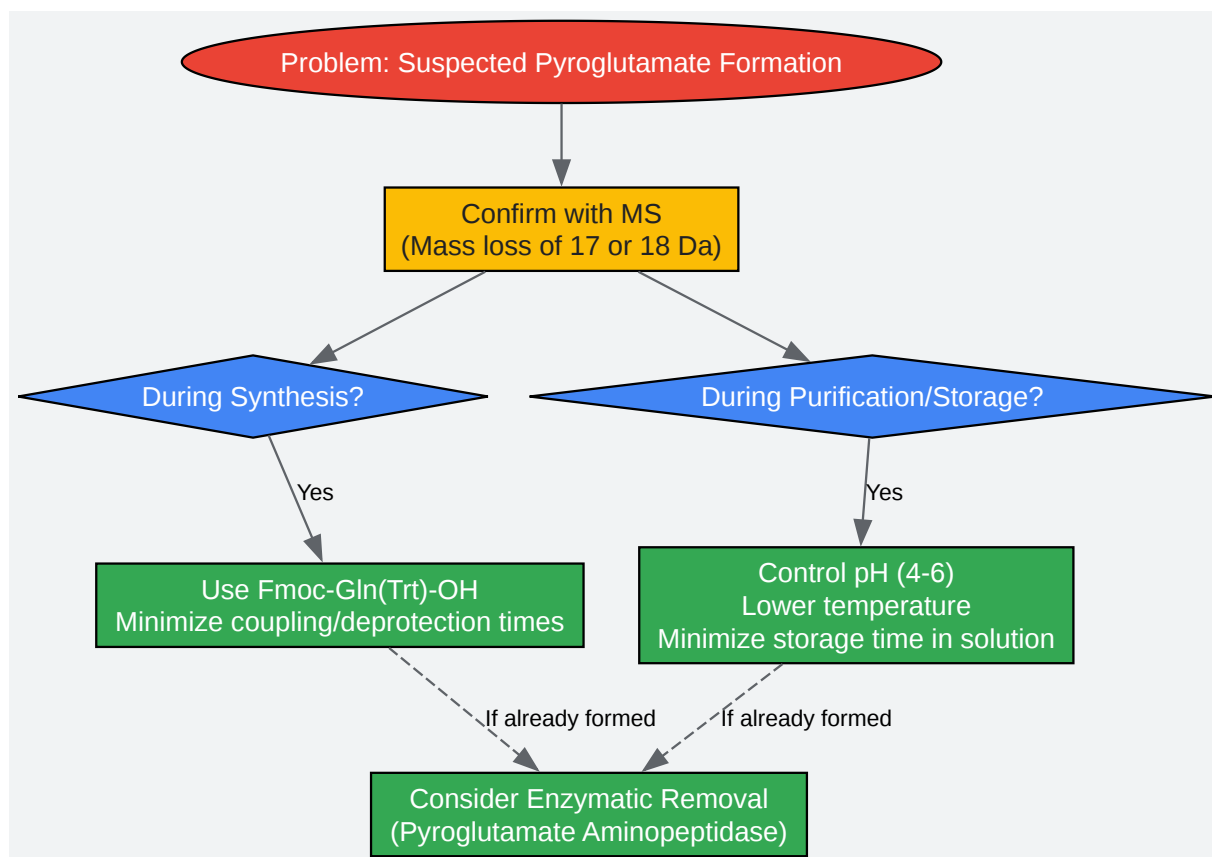 Problem: Suspected Pyroglutamate Formation
Confirm with MS
(Mass loss of 17 or 18 Da)
During Synthesis?
During Purification/Storage?
Yes
Yes
Use Fmoc-Gln(Trt)-OH
Minimize coupling/deprotection times
Control pH (4-6)
Lower temperature
Minimize storage time in solution
If already formed
If already formed
Consider Enzymatic Removal
(Pyroglutamate Aminopeptidase)